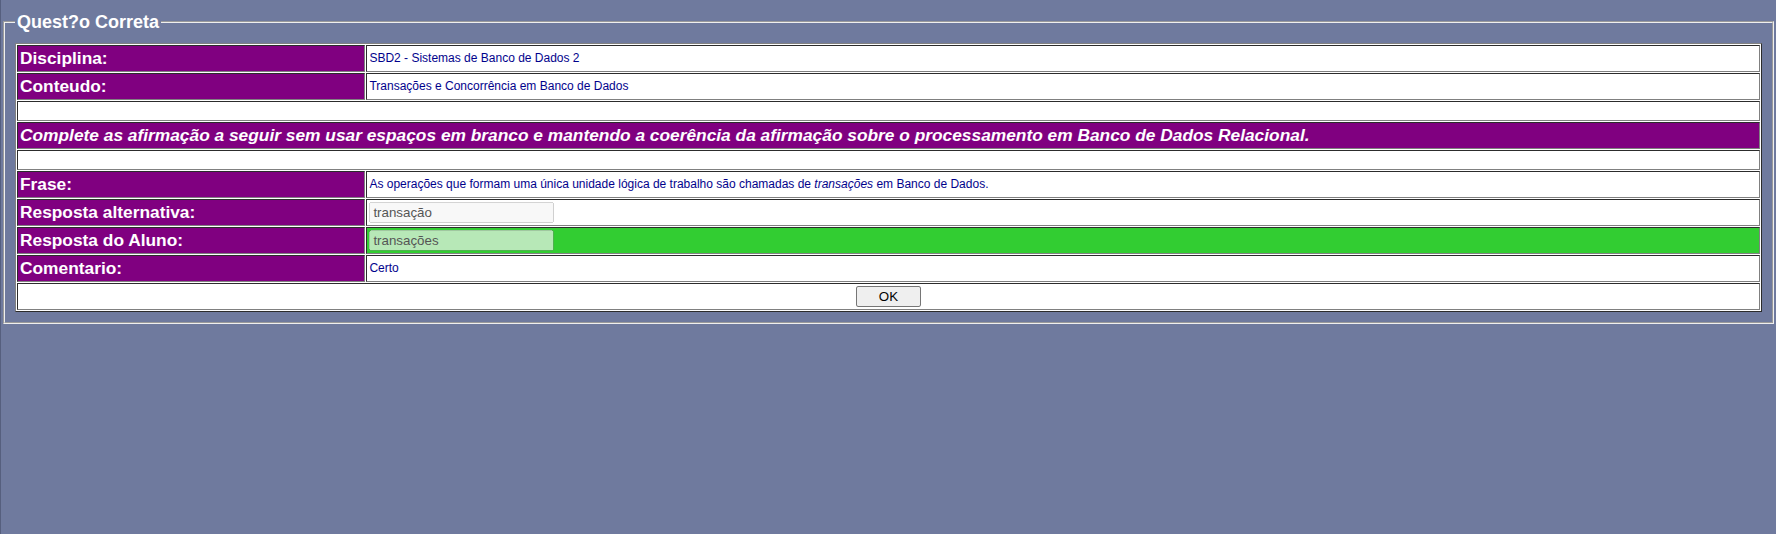 Quest?o Correta
Disciplina: SBD2 - Sistemas de Banco de Dados 2
Conteudo: Transações e Concorrência em Banco de Dados
Complete as afirmação a seguir sem usar espaços em branco e mantendo a coerência da afirmação sobre o processamento em Banco de Dados Relacional.
Frase: As operações que formam uma única unidade lógica de trabalho são chamadas de transações em Banco de Dados.
Resposta alternativa: transação
Resposta do Aluno: transações
Comentario: Certo
OK